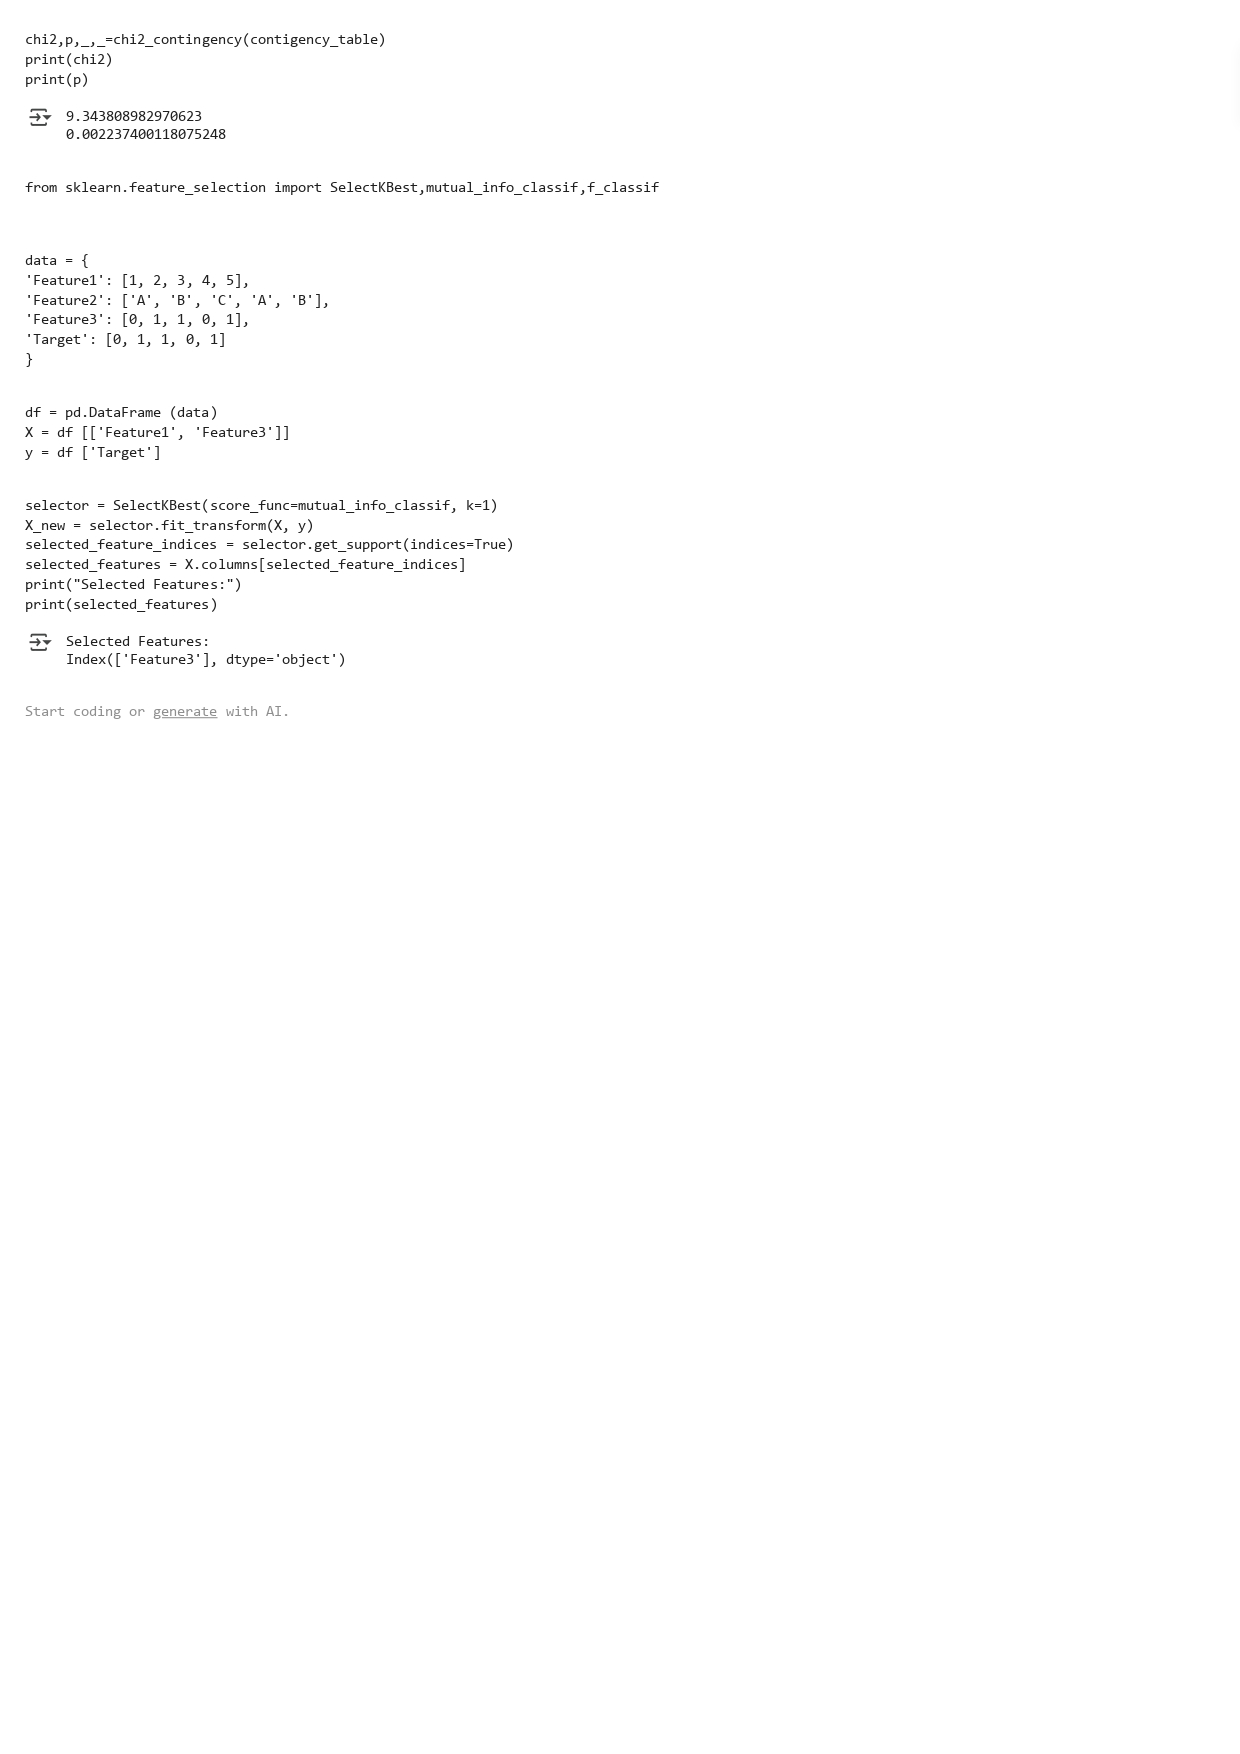 chi2,p,_,_=chi2_contingency(contigency_table)
print(chi2)
print(p)
9.343808982970623
0.002237400118075248
from sklearn.feature_selection import SelectKBest,mutual_info_classif,f_classif
data = {
'Feature1': [1, 2, 3, 4, 5],
'Feature2': ['A', 'B', 'C', 'A', 'B'],
'Feature3': [0, 1, 1, 0, 1],
'Target': [0, 1, 1, 0, 1]
}
df = pd.DataFrame (data)
X = df [['Feature1', 'Feature3']]
y = df ['Target']
selector = SelectKBest(score_func=mutual_info_classif, k=1)
X_new = selector.fit_transform(X, y)
selected_feature_indices = selector.get_support(indices=True)
selected_features = X.columns[selected_feature_indices]
print("Selected Features:")
print(selected_features)
Selected Features:
Index(['Feature3'], dtype='object')
Start coding or generate with AI.